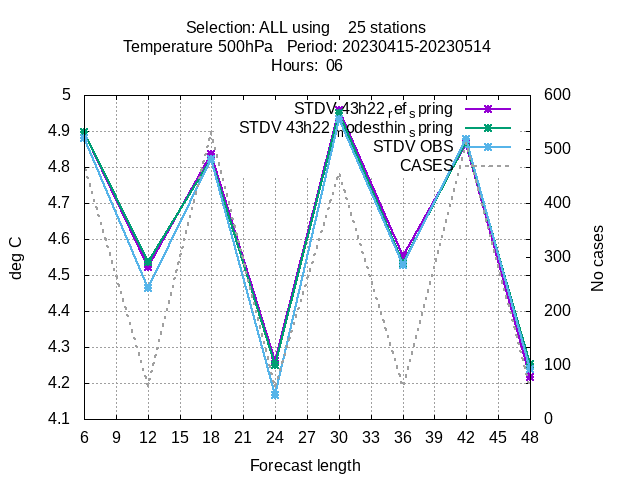 Selection: ALL using 25 stations
Temperature 500hPa Period: 20230415-20230514
Hours: 06
STDV 43h22_ref_spring
STDV 43h22_modesthin_spring
STDV OBS
CASES
5
4.9
4.8
4.7
4.6
4.5
4.4
4.3
4.2
4.1
deg C
600
500
400
300
200
100
0
No cases
6 9 12 15 18 21 24 27 30 33 36 39 42 45 48
Forecast length